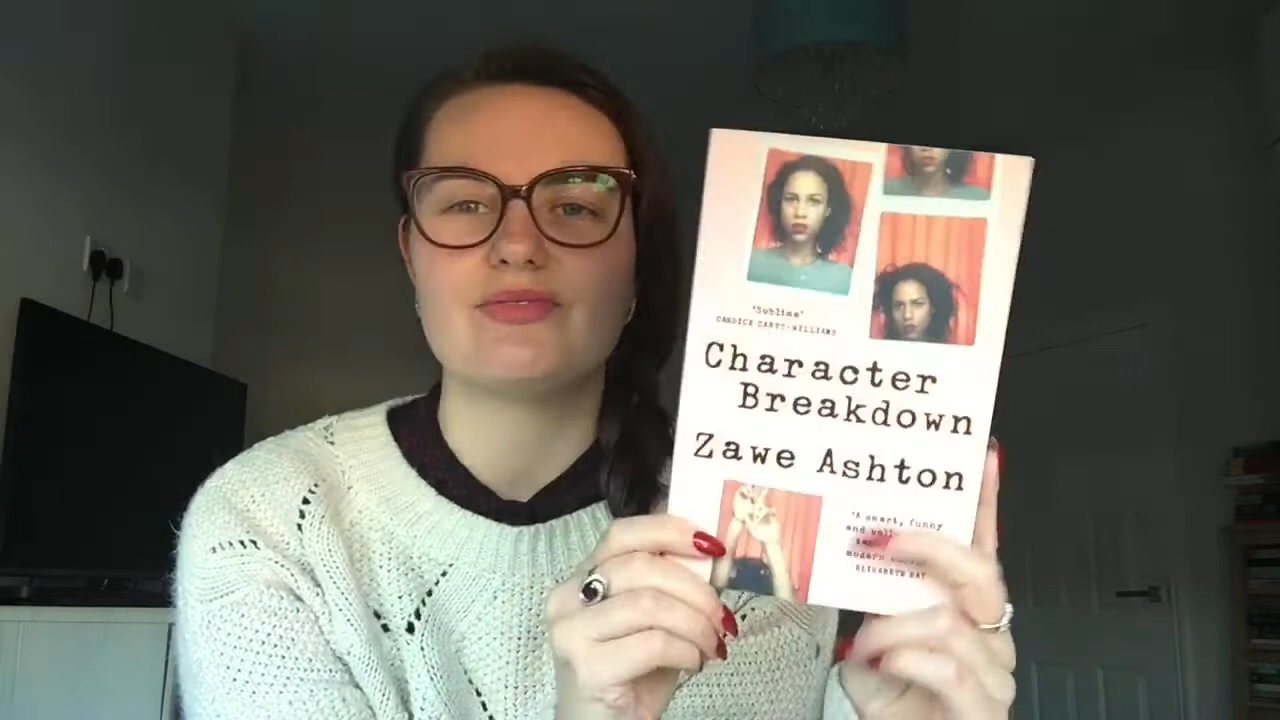 'Sublime'
CANDICE CARTY-WILLIAMS
Character
Breakdown
Zawe Ashton
'A smart, funny
and
modern
ELIZABETH DAY